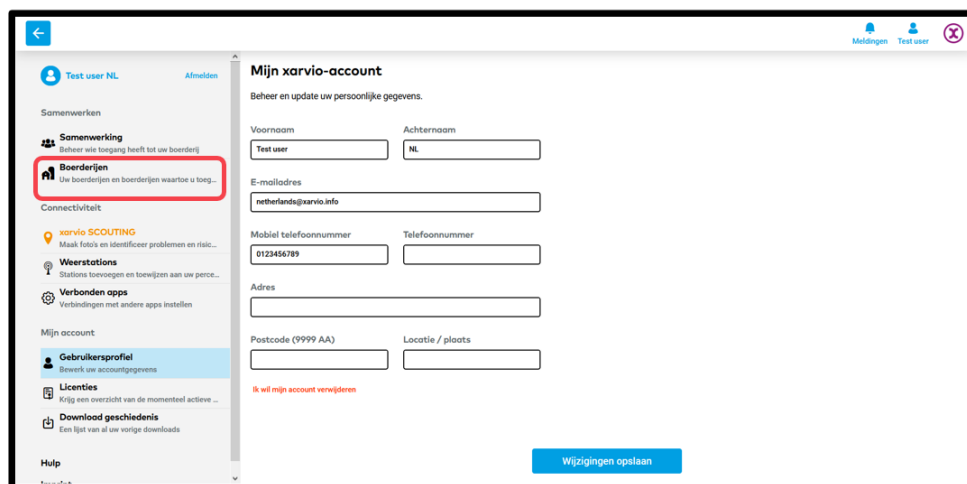 Meldingen
Test user
Test user NL
Afmelden
Samenwerken
Samenwerking
Beheer wie toegang heeft tot uw boerderij
Boerderijen
Uw boerderijen en boerderijen waartoe u toeg...
Connectiviteit
xarvio SCOUTING
Maak foto's en identificeer problemen en risic...
Weerstations
Stations toevoegen en toewijzen aan uw perce...
Verbonden apps
Verbindingen met andere apps instellen
Mijn account
Gebruikersprofiel
Bewerk uw accountgegevens
Licenties
Krijg een overzicht van de momenteel actieve ...
Download geschiedenis
Een lijst van al uw vorige downloads
Hulp
Imprint
Mijn xarvio-account
Beheer en update uw persoonlijke gegevens.
Voornaam
Achternaam
Test user
NL
E-mailadres
netherlands@xarvio.info
Mobiel telefoonnummer
Telefoonnummer
0123456789
Adres
Postcode (9999 AA)
Locatie / plaats
Ik wil mijn account verwijderen
Wijzigingen opslaan